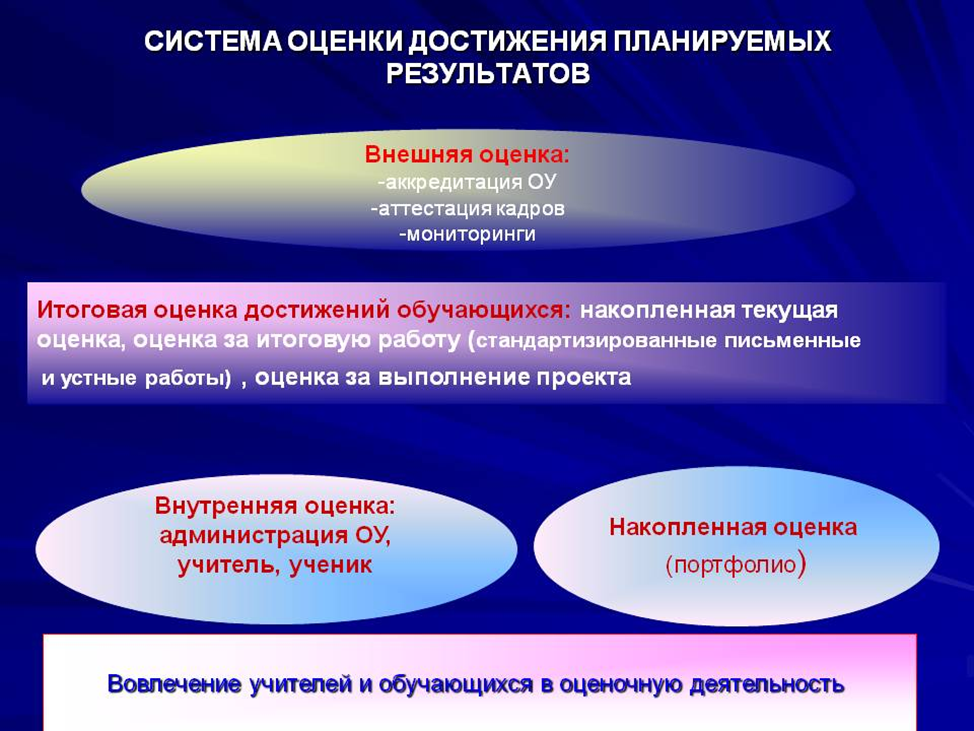 СИСТЕМА ОЦЕНКИ ДОСТИЖЕНИЯ ПЛАНИРУЕМЫХ
РЕЗУЛЬТАТОВ
Внешняя оценка:
-аккредитация ОУ
-аттестация кадров
-мониторинги
Итоговая оценка достижений обучающихся: накопленная текущая
оценка, оценка за итоговую работу (стандартизированные письменные
и устные работы) , оценка за выполнение проекта
Внутренняя оценка:
администрация ОУ,
учитель, ученик
Накопленная оценка
(портфолио)
Вовлечение учителей и обучающихся в оценочную деятельность